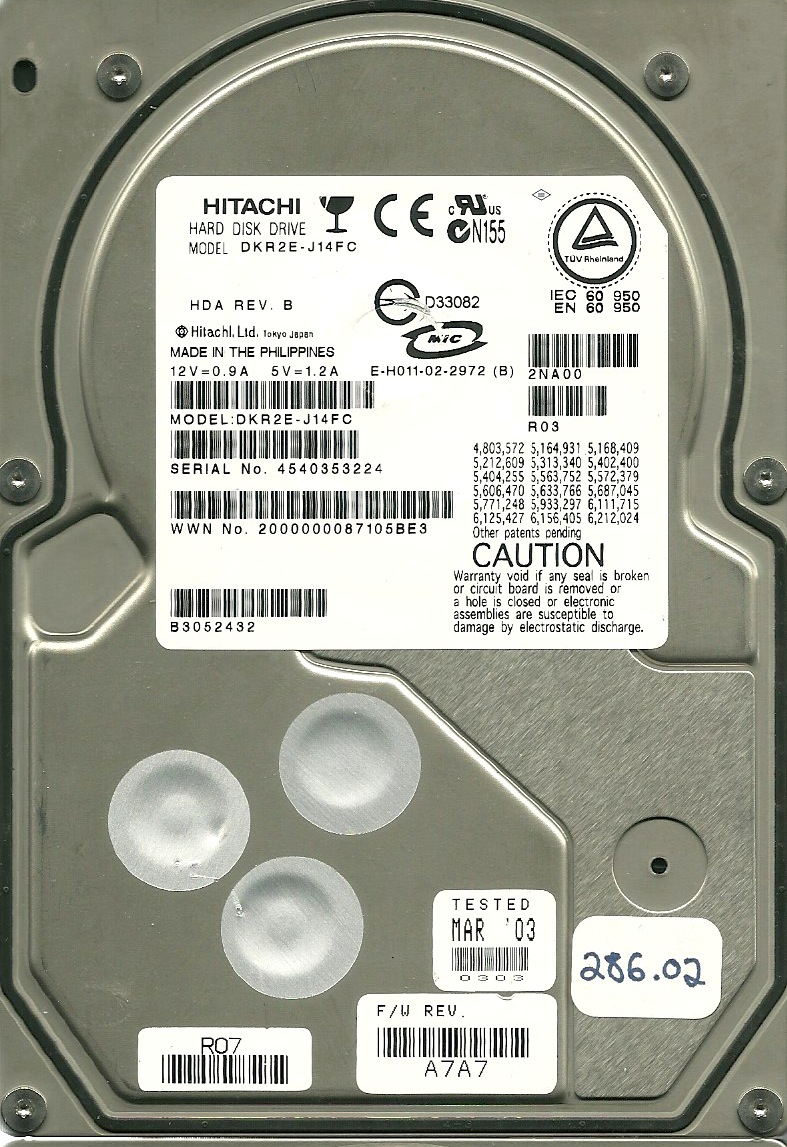 HITACHI
HARD DISK DRIVE
MODEL DKR2E-J14FC
CE
c RU US
N155
TÜV Rheinland
IEC 60 950
EN 60 950
HDA REV. B
D33082
Hitachi, Ltd. Tokyo Japan
MIC
MADE IN THE PHILIPPINES
12V=0.9A 5V=1.2A
E-H011-02-2972 (B)
2NA00
MODEL:DKR2E-J14FC
R03
SERIAL No. 4540353224
4,803,572 5,164,931 5,168,409
5,212,609 5,313,340 5,402,400
5,404,255 5,563,752 5,572,379
5,606,470 5,633,766 5,687,045
5,771,248 5,933,297 6,111,715
6,125,427 6,156,405 6,212,024
Other patents pending
WWN No. 2000000087105BE3
CAUTION
Warranty void if any seal is broken
or circuit board is removed or
a hole is closed or electronic
assemblies are susceptible to
damage by electrostatic discharge.
B3052432
TESTED
MAR '03
0303
286.02
F/W REV.
A7A7
R07